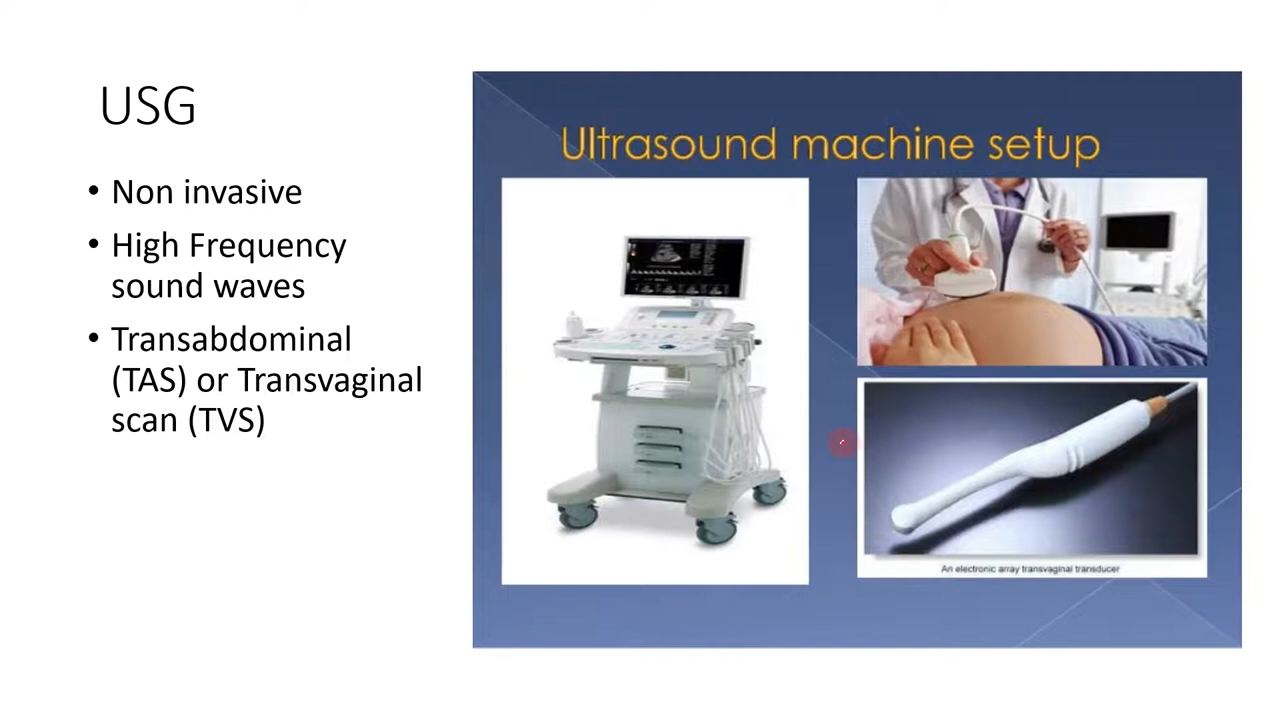 USG
• Non invasive
• High Frequency
sound waves
• Transabdominal
(TAS) or Transvaginal
scan (TVS)
Ultrasound machine setup
An electronic array transvaginal transducer